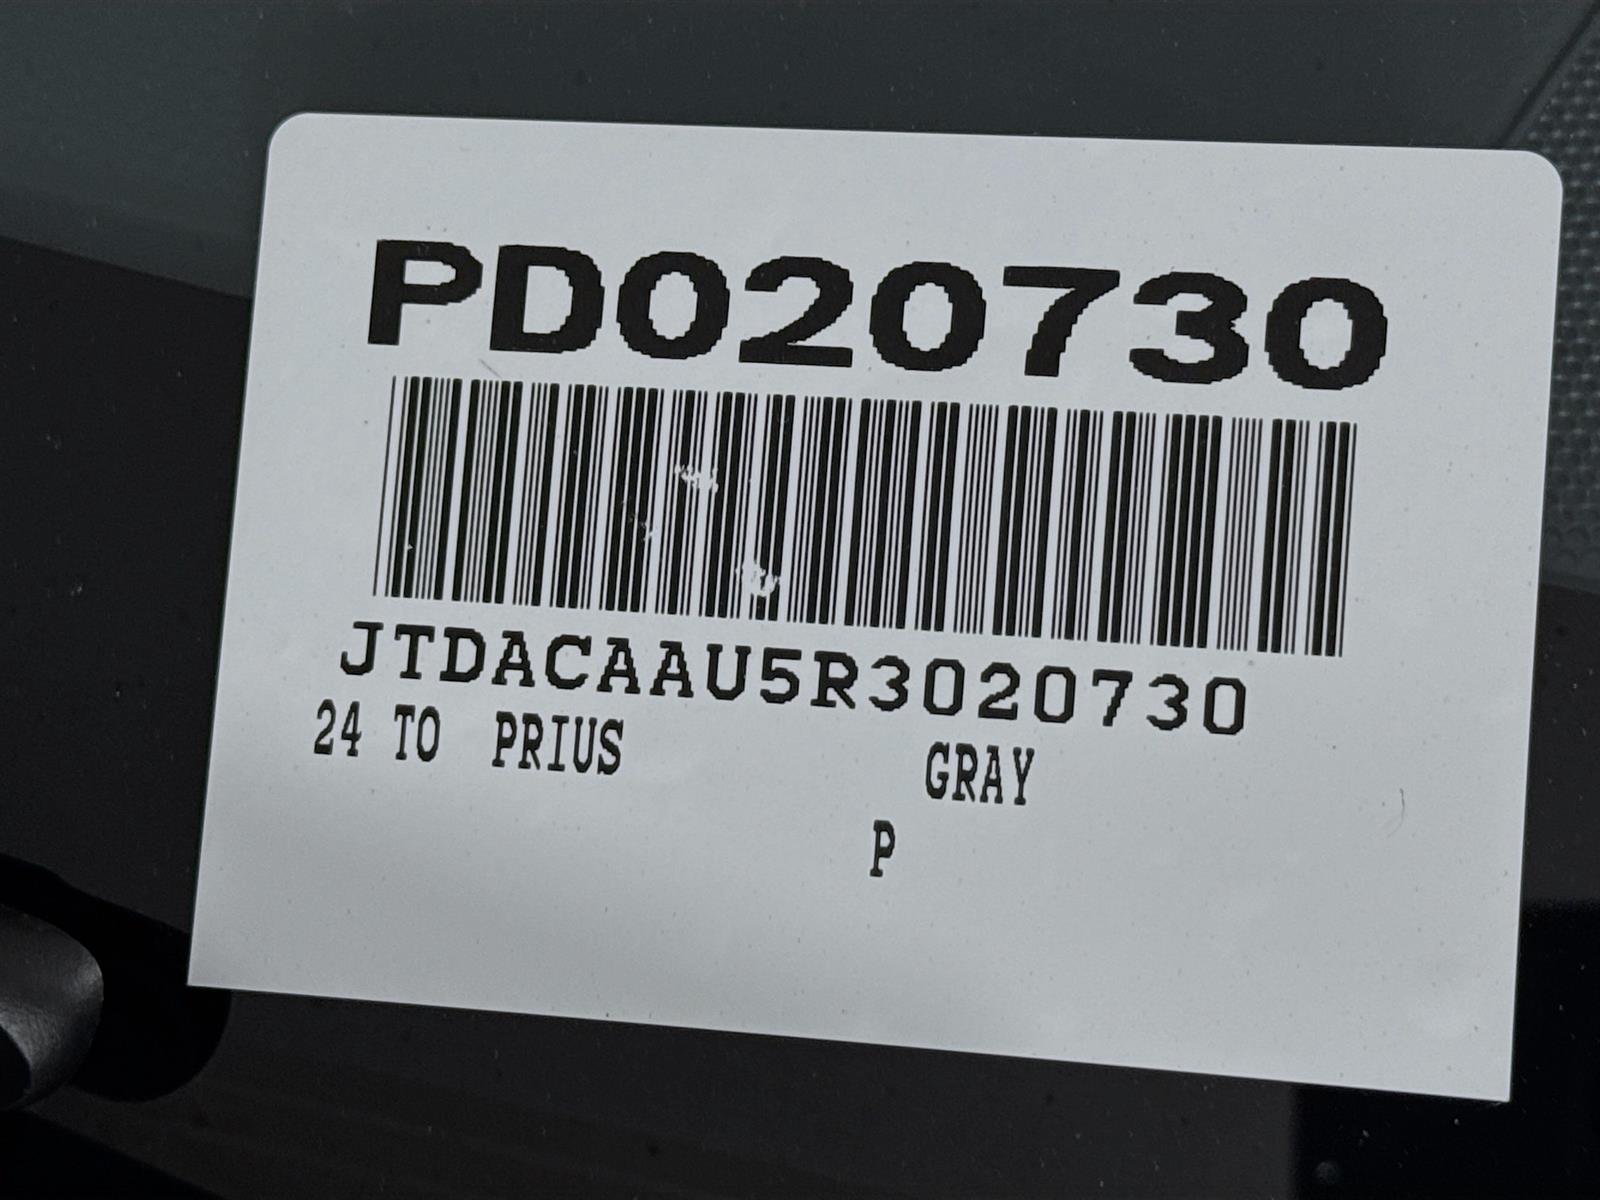 PD020730
JTDACAAU5R3020730
24 TO PRIUS GRAY
P